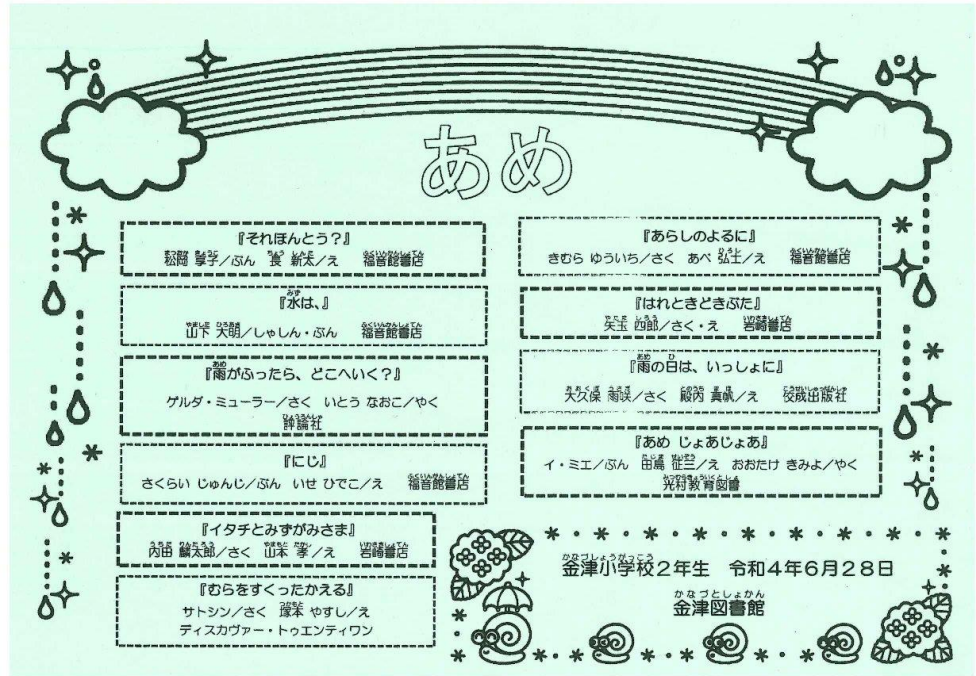 あめ
『それほんとう？』
松岡 享子／ぶん 長 新太／え 福音館書店
『水は、』
山下 大明／しゃしん・ぶん 福音館書店
『雨がふったら、どこへいく？』
ゲルダ・ミューラー／さく いとう なおこ／やく
評論社
『にじ』
さくらい じゅんじ／ぶん いせ ひでこ／え 福音館書店
『イタチとみずがみさま』
内田 麟太郎／さく 山本 孝／え 岩崎書店
『むらをすくったかえる』
サトシン／さく 塚本 やすし／え
ディスカヴァー・トゥエンティワン
『あらしのよるに』
きむら ゆういち／さく あべ 弘士／え 福音館書店
『はれときどきぶた』
矢玉 四郎／さく・え 岩崎書店
『雨の日は、いっしょに』
大久保 雨咲／さく 殿内 真帆／え 佼成出版社
『あめ じょあじょあ』
イ・ミエ／ぶん 田島 征三／え おおたけ きみよ／やく
光村教育図書
金津小学校2年生 令和4年6月28日
金津図書館